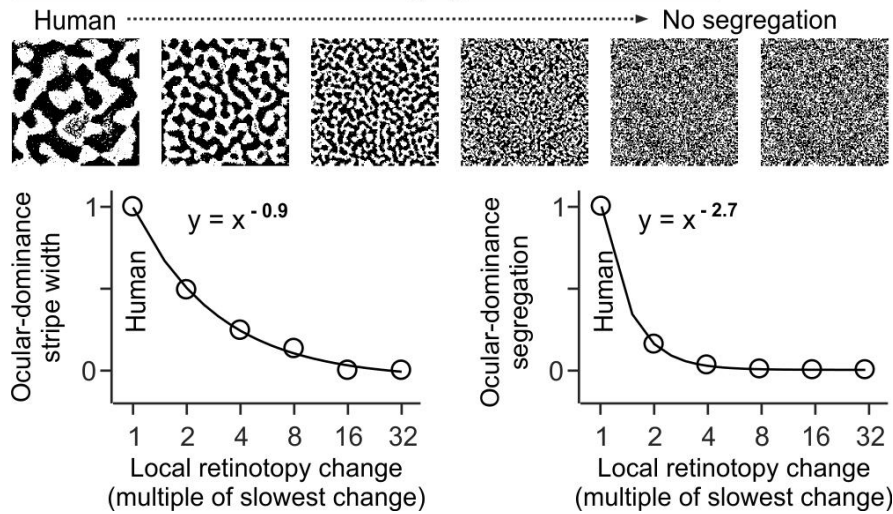 Human No segregation
Ocular-dominance
stripe width
1
0
y = x -0.9
Human
1 2 4 8 16 32
Local retinotopy change
(multiple of slowest change)
Ocular-dominance
segregation
1
0
y = x -2.7
Human
1 2 4 8 16 32
Local retinotopy change
(multiple of slowest change)